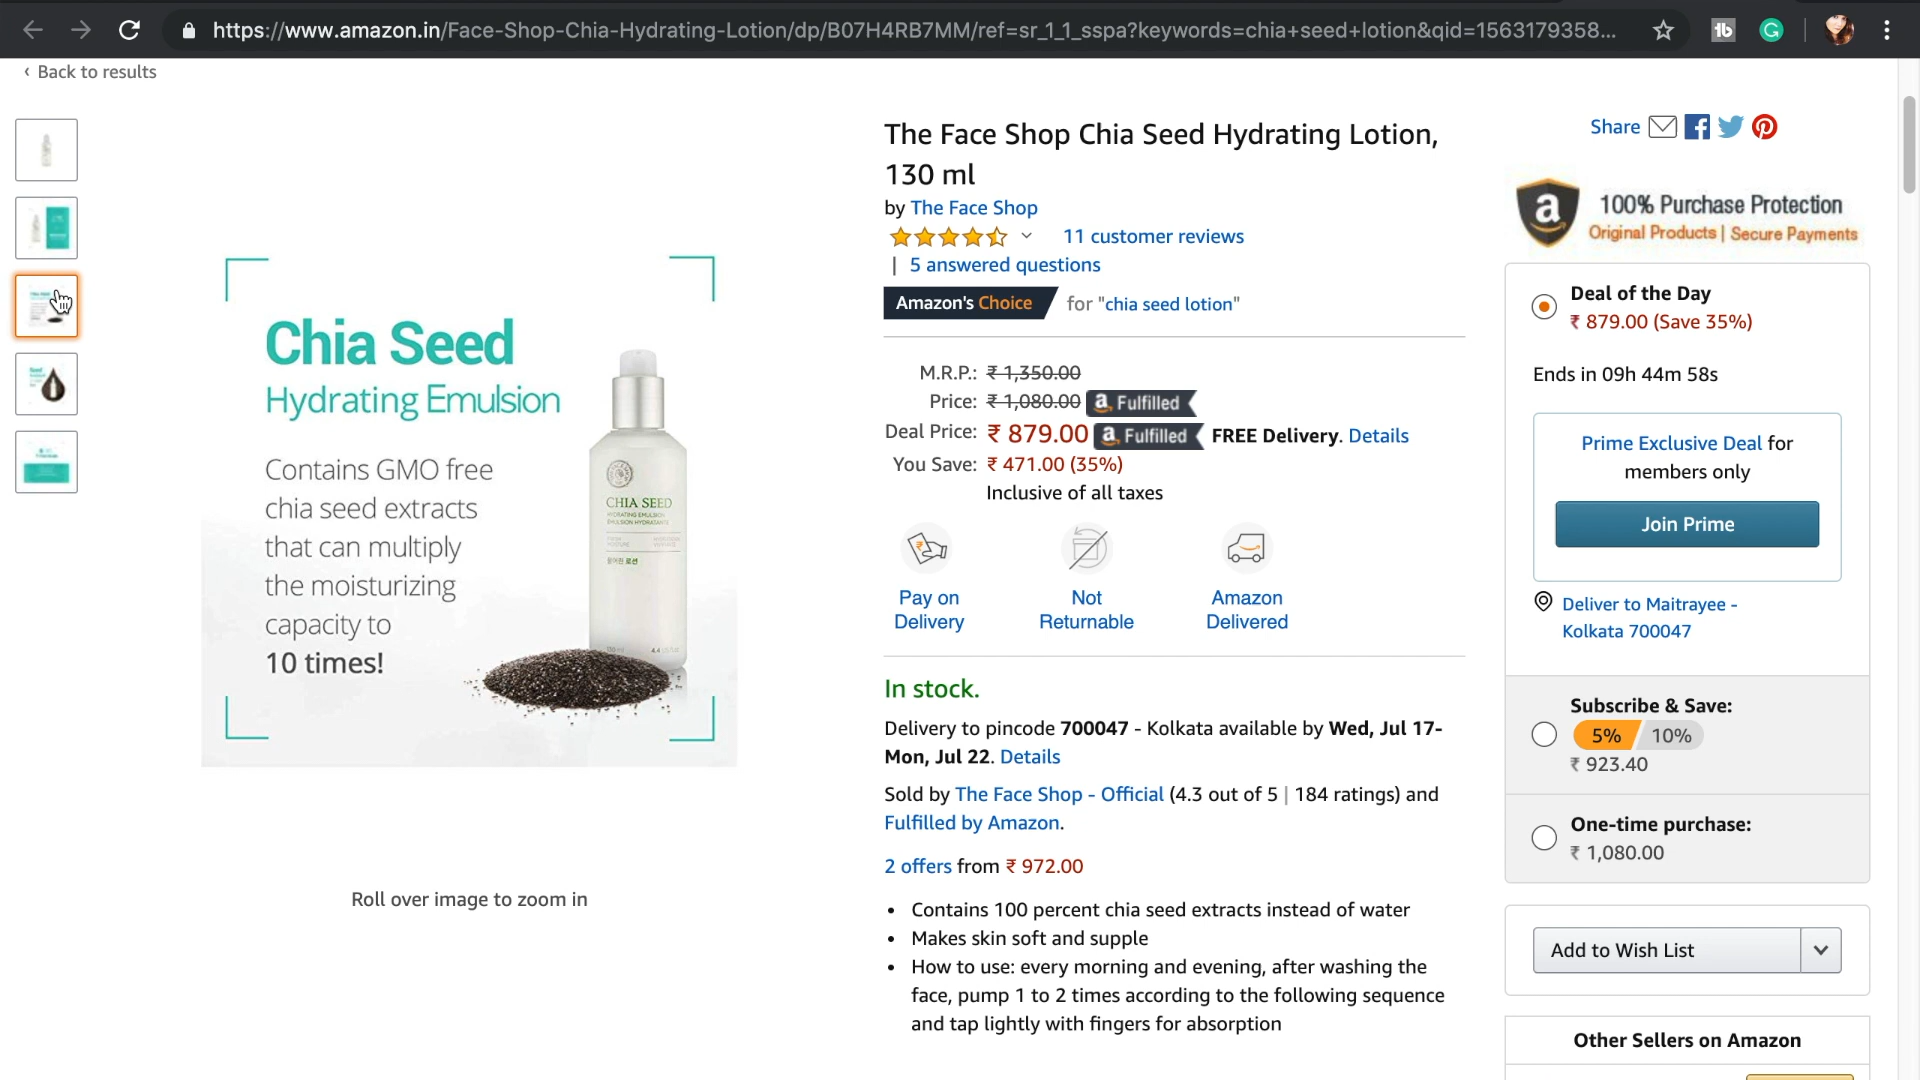 https://www.amazon.in/Face-Shop-Chia-Hydrating-Lotion/dp/B07H4RB7MM/ref=sr_1_1_sspa?keywords=chia+seed+lotion&qid=1563179358...
‹ Back to results
Chia Seed
Hydrating Emulsion
Contains GMO free
chia seed extracts
that can multiply
the moisturizing
capacity to
10 times!
CHIA SEED
HYDRATING EMULSION
EMULSION HYDRATANTE
130 ml
Roll over image to zoom in
The Face Shop Chia Seed Hydrating Lotion,
130 ml
by The Face Shop
11 customer reviews
| 5 answered questions
Amazon's Choice for "chia seed lotion"
M.R.P.: ₹ 1,350.00
Price: ₹ 1,080.00 a Fulfilled
Deal Price: ₹ 879.00 a Fulfilled FREE Delivery. Details
You Save: ₹ 471.00 (35%)
Inclusive of all taxes
Pay on
Delivery
Not
Returnable
Amazon
Delivered
In stock.
Delivery to pincode 700047 - Kolkata available by Wed, Jul 17-
Mon, Jul 22. Details
Sold by The Face Shop - Official (4.3 out of 5 | 184 ratings) and
Fulfilled by Amazon.
2 offers from ₹ 972.00
• Contains 100 percent chia seed extracts instead of water
• Makes skin soft and supple
• How to use: every morning and evening, after washing the
face, pump 1 to 2 times according to the following sequence
and tap lightly with fingers for absorption
Share
a 100% Purchase Protection
Original Products | Secure Payments
Deal of the Day
₹ 879.00 (Save 35%)
Ends in 09h 44m 58s
Prime Exclusive Deal for
members only
Join Prime
Deliver to Maitrayee -
Kolkata 700047
Subscribe & Save:
5% 10%
₹ 923.40
One-time purchase:
₹ 1,080.00
Add to Wish List
Other Sellers on Amazon